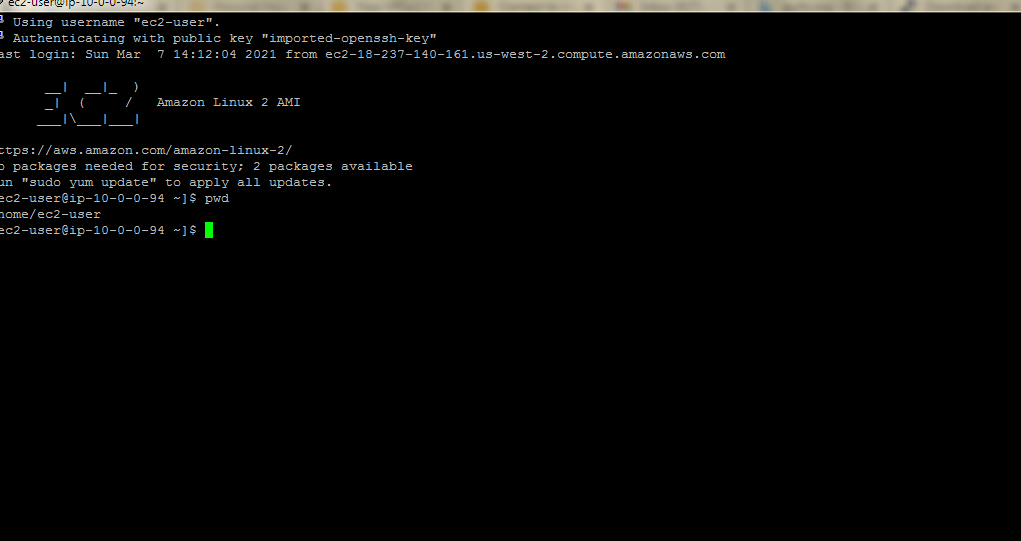 ec2-user@ip-10-0-0-94:~
Using username "ec2-user".
Authenticating with public key "imported-openssh-key"
ast login: Sun Mar  7 14:12:04 2021 from ec2-18-237-140-161.us-west-2.compute.amazonaws.com
       __|  __|_  )
       _|  (     /   Amazon Linux 2 AMI
      ___|\___|___|
ttps://aws.amazon.com/amazon-linux-2/
o packages needed for security; 2 packages available
un "sudo yum update" to apply all updates.
ec2-user@ip-10-0-0-94 ~]$ pwd
home/ec2-user
ec2-user@ip-10-0-0-94 ~]$